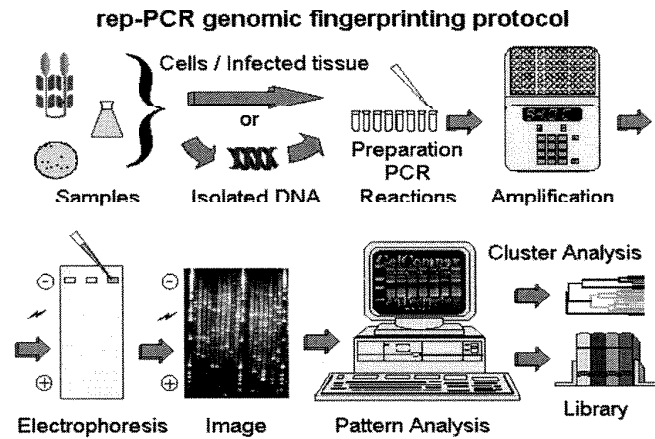 rep-PCR genomic fingerprinting protocol
Cells / Infected tissue
or
Samples
Isolated DNA
Preparation
PCR
Reactions
Amplification
Cluster Analysis
Electrophoresis
Image
Pattern Analysis
Library